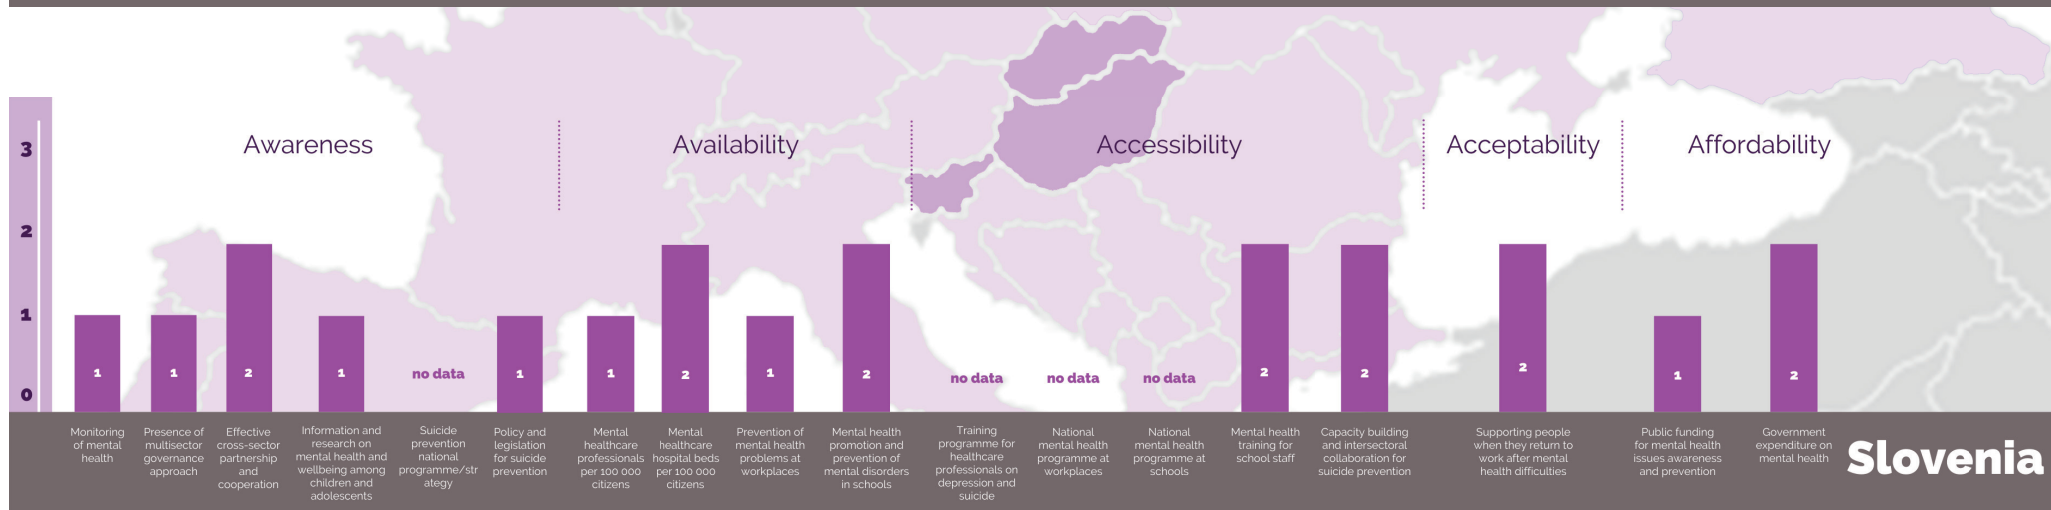 Awareness
Availability
Accessibility
Acceptability
Affordability
3
2
1
0
1
1
2
1
no data
1
1
2
1
2
no data
no data
no data
2
2
2
1
2
Monitoring
of mental
health
Presence of
multisector
governance
approach
Effective
cross-sector
partnership
and
cooperation
Information and
research on
mental health and
wellbeing among
children and
adolescents
Suicide
prevention
national
programme/str
ategy
Policy and
legislation
for suicide
prevention
Mental
healthcare
professionals
per 100 000
citizens
Mental
healthcare
hospital beds
per 100 000
citizens
Prevention of
mental health
problems at
workplaces
Mental health
promotion and
prevention of
mental disorders
in schools
Training
programme for
healthcare
professionals on
depression and
suicide
National
mental health
programme at
workplaces
National
mental health
programme at
schools
Mental health
training for
school staff
Capacity building
and intersectoral
collaboration for
suicide prevention
Supporting people
when they return to
work after mental
health difficulties
Public funding
for mental health
issues awareness
and prevention
Government
expenditure on
mental health
Slovenia